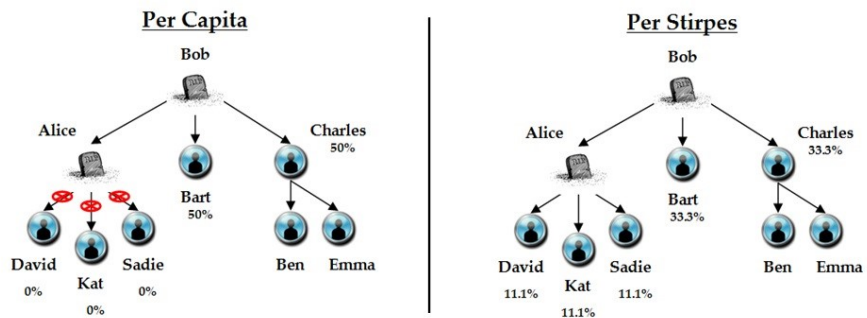 Per Capita
Bob
Alice
Charles
50%
Bart
50%
David
0%
Kat
0%
Sadie
0%
Ben
Emma
Per Stirpes
Bob
Alice
Charles
33.3%
Bart
33.3%
David
11.1%
Kat
11.1%
Sadie
11.1%
Ben
Emma